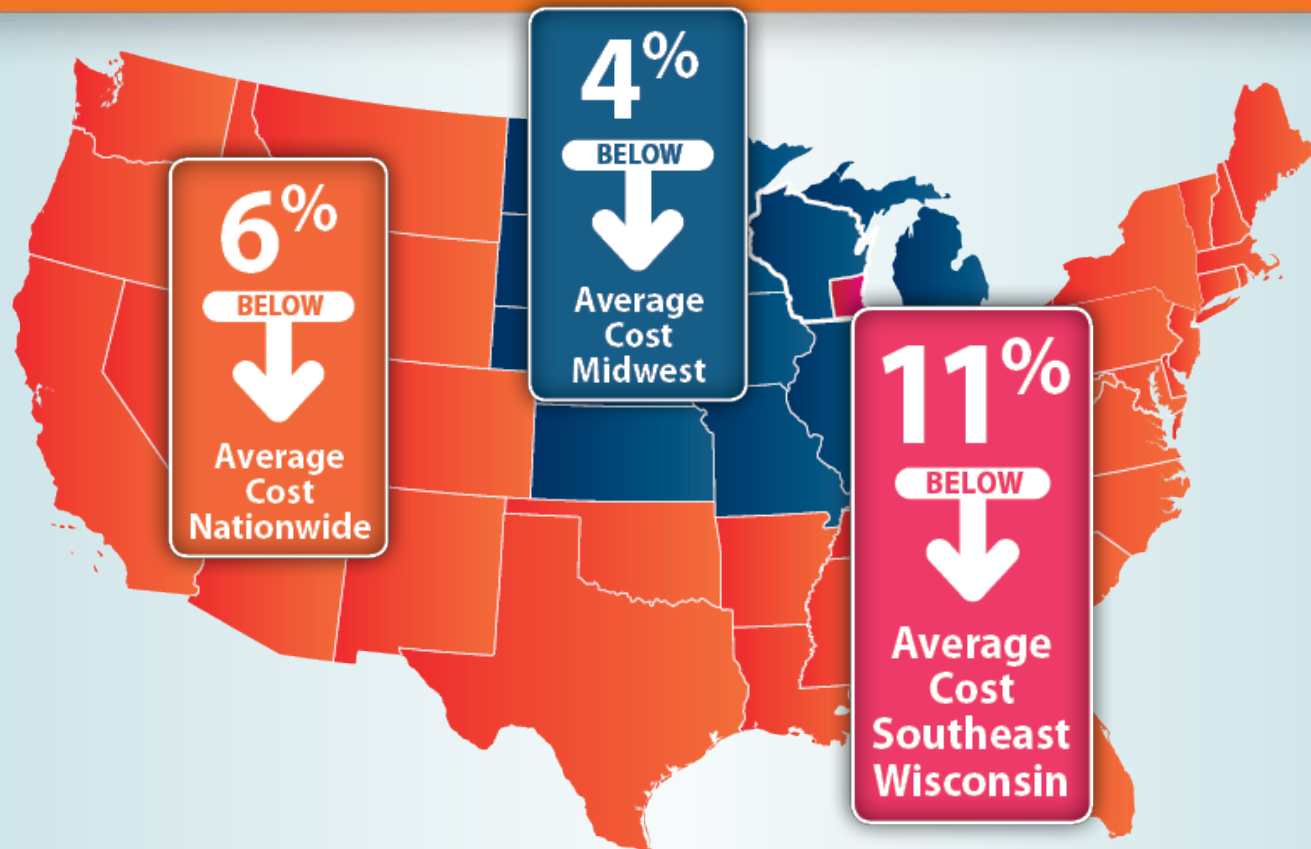 4%
BELOW
Average
Cost
Midwest
6%
BELOW
Average
Cost
Nationwide
11%
BELOW
Average
Cost
Southeast
Wisconsin